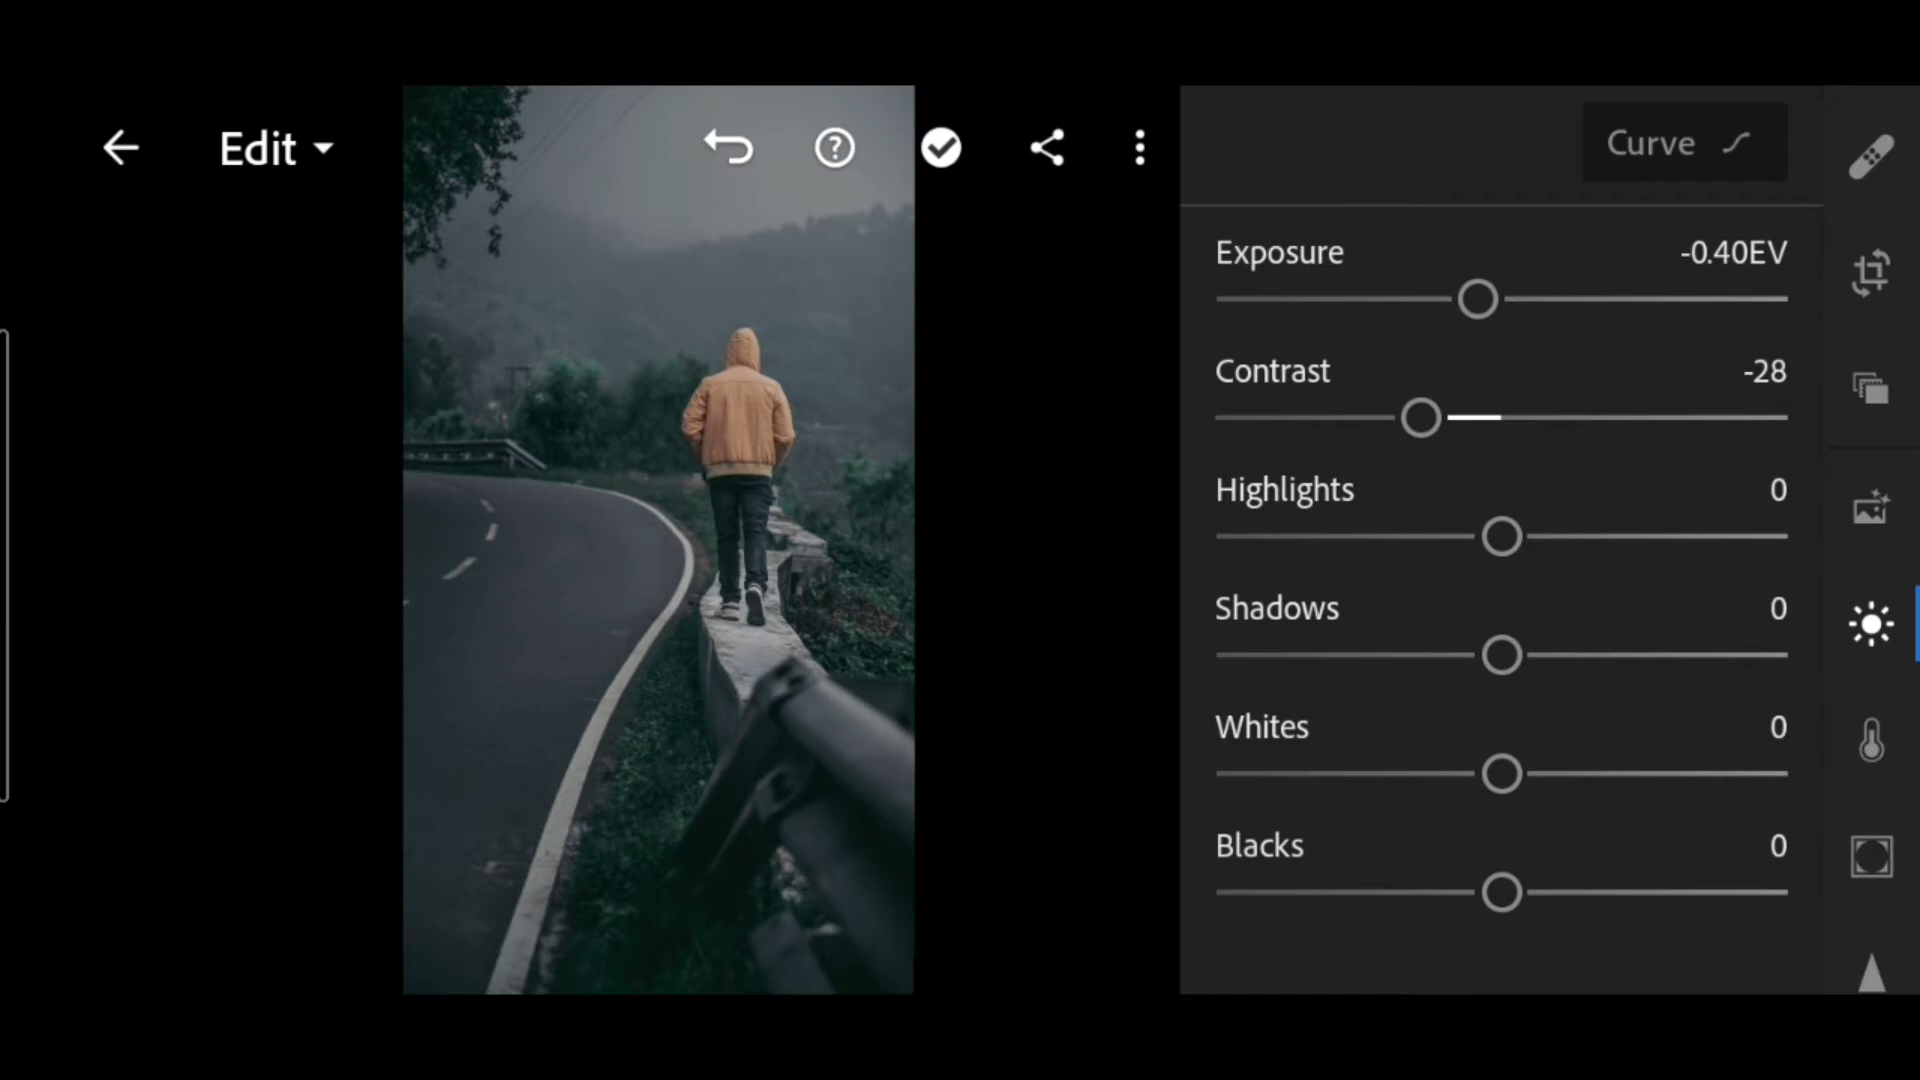 Edit
Curve
Exposure -0.40EV
Contrast -28
Highlights 0
Shadows 0
Whites 0
Blacks 0